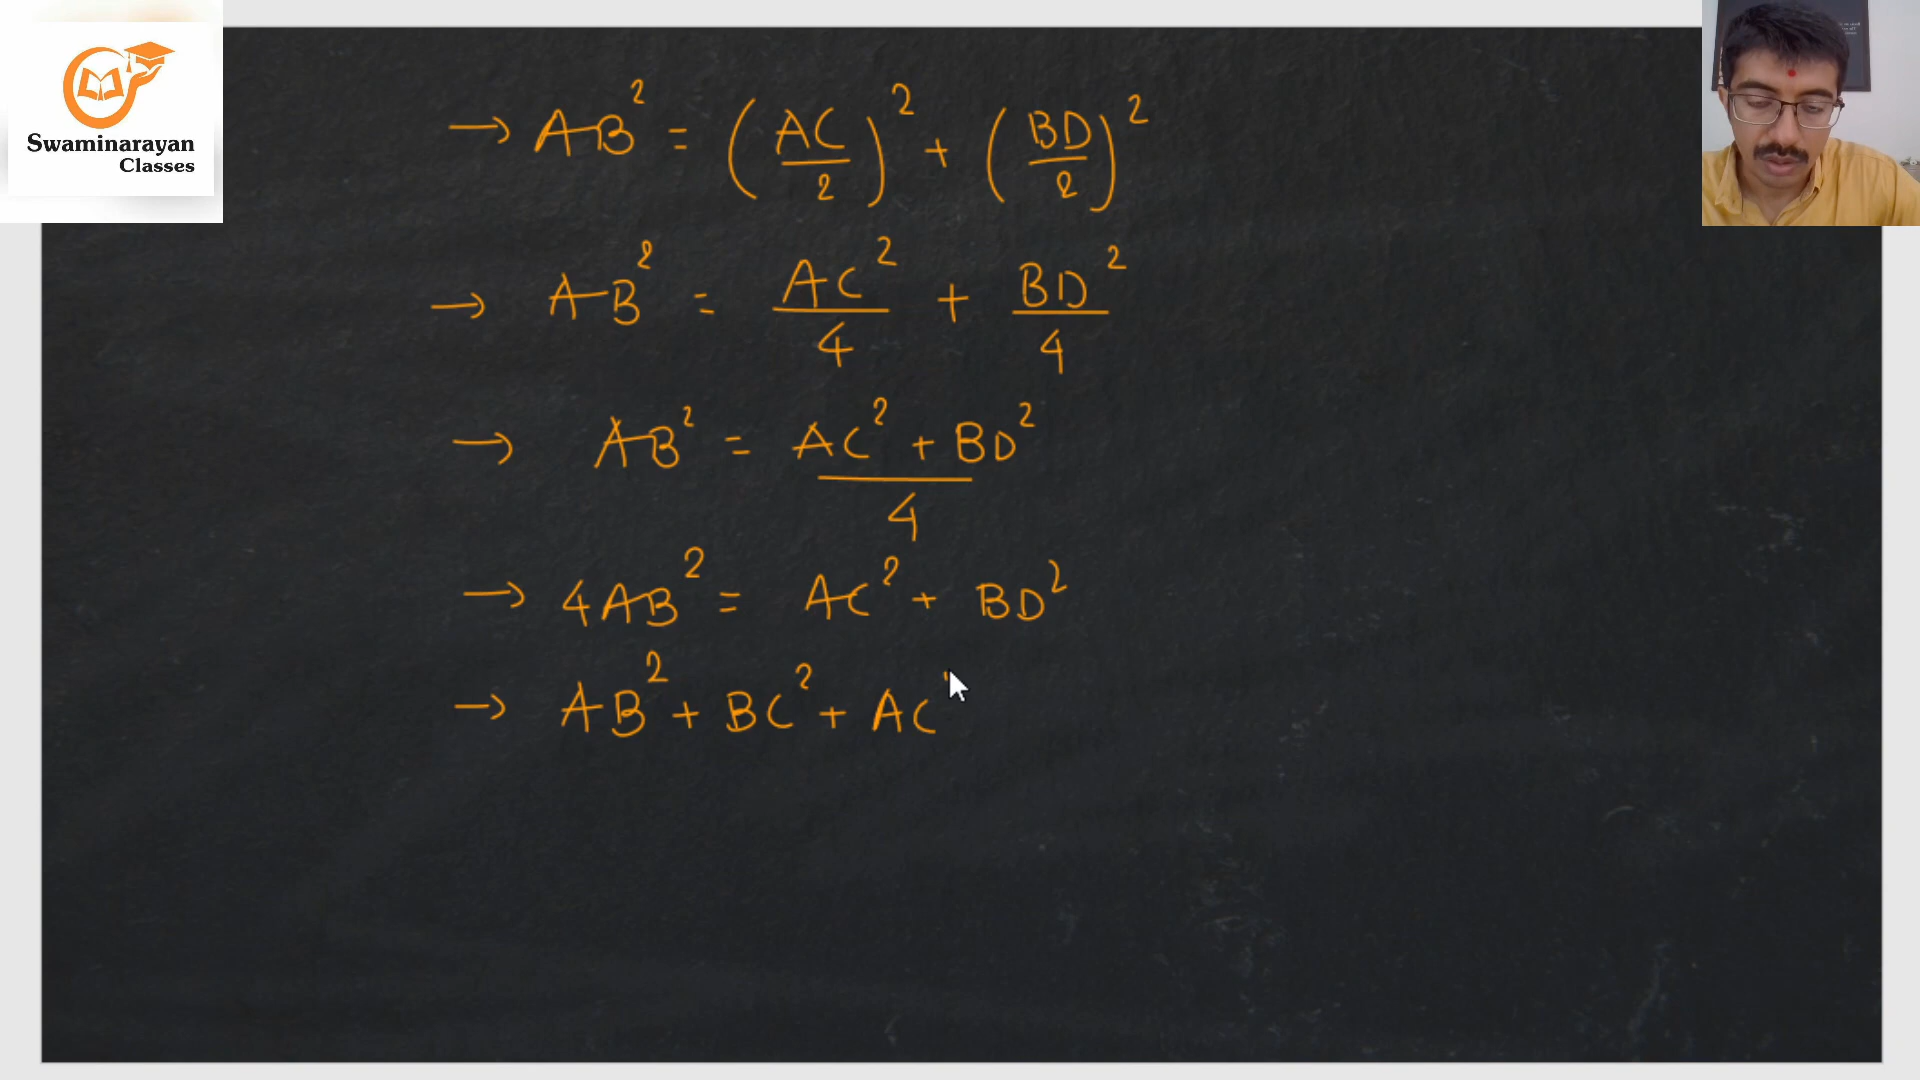 Swaminarayan
Classes
→ AB² = (AC/2)² + (BD/2)²
→ AB² = AC²/4 + BD²/4
→ AB² = AC² + BD²/4
→ 4AB² = AC² + BD²
→ AB² + BC² + AC